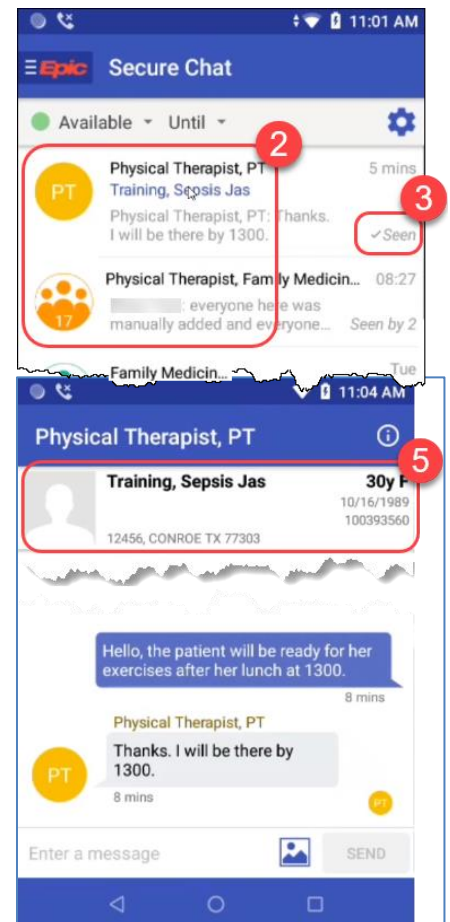 11:01 AM
Epic Secure Chat
Available Until
2
PT
Physical Therapist, PT 5 mins
Training, Sepsis Jas
3
Physical Therapist, PT: Thanks.
I will be there by 1300. ✓Seen
Physical Therapist, Family Medicin... 08:27
17
: everyone here was
manually added and everyone... Seen by 2
Family Medicin... Tue
11:04 AM
Physical Therapist, PT
5
Training, Sepsis Jas 30y F
10/16/1989
100393560
12456, CONROE TX 77303
Hello, the patient will be ready for her
exercises after her lunch at 1300.
8 mins
Physical Therapist, PT
PT
Thanks. I will be there by
1300.
8 mins
PT
Enter a message SEND